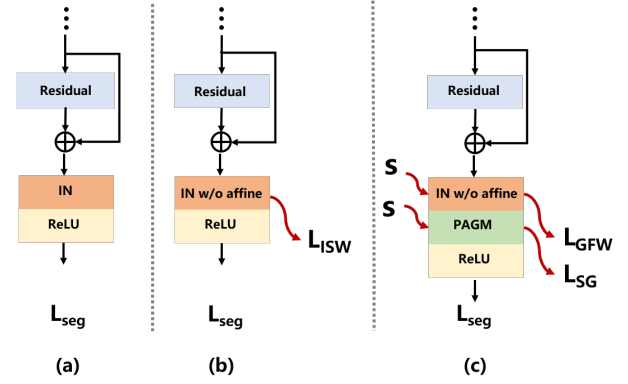 Residual
IN
ReLU
L_seg
(a)
Residual
IN w/o affine
ReLU
L_ISW
L_seg
(b)
Residual
S
IN w/o affine
S
PAGM
L_GFW
ReLU
L_SG
L_seg
(c)